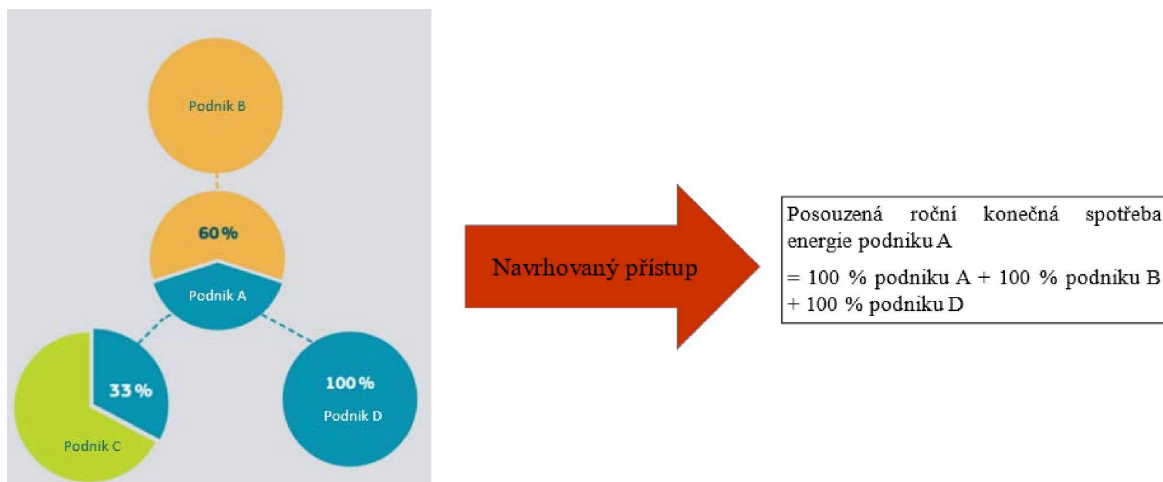 Podnik B
60%
Podnik A
33%
Podnik C
100%
Podnik D
Navrhovaný přístup
Posouzená roční konečná spotřeba
energie podniku A
= 100 % podniku A + 100 % podniku B
+ 100 % podniku D